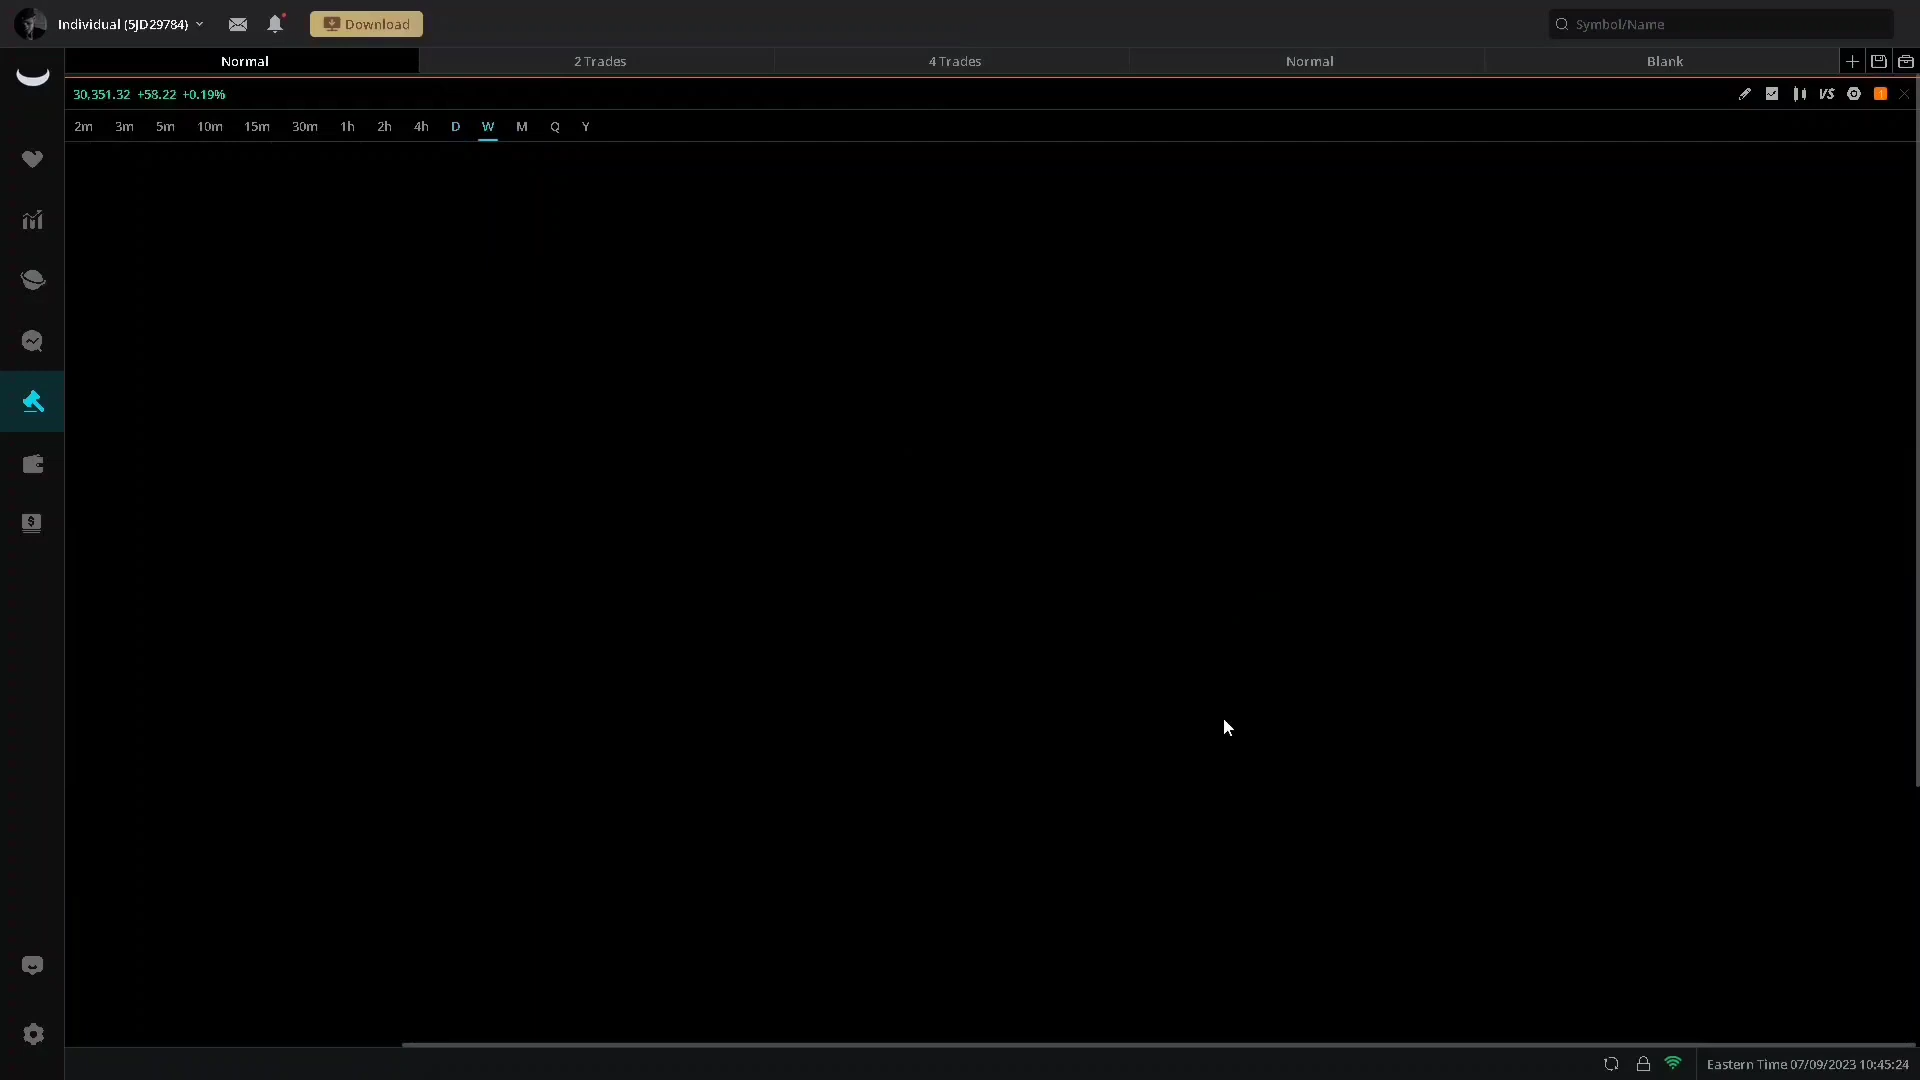 Individual (5JD29784)
Download
Symbol/Name
Normal
2 Trades
4 Trades
Normal
Blank
30,351.32 +58.22 +0.19%
VS
1
2m 3m 5m 10m 15m 30m 1h 2h 4h D W M Q Y
$
Eastern Time 07/09/2023 10:45:24